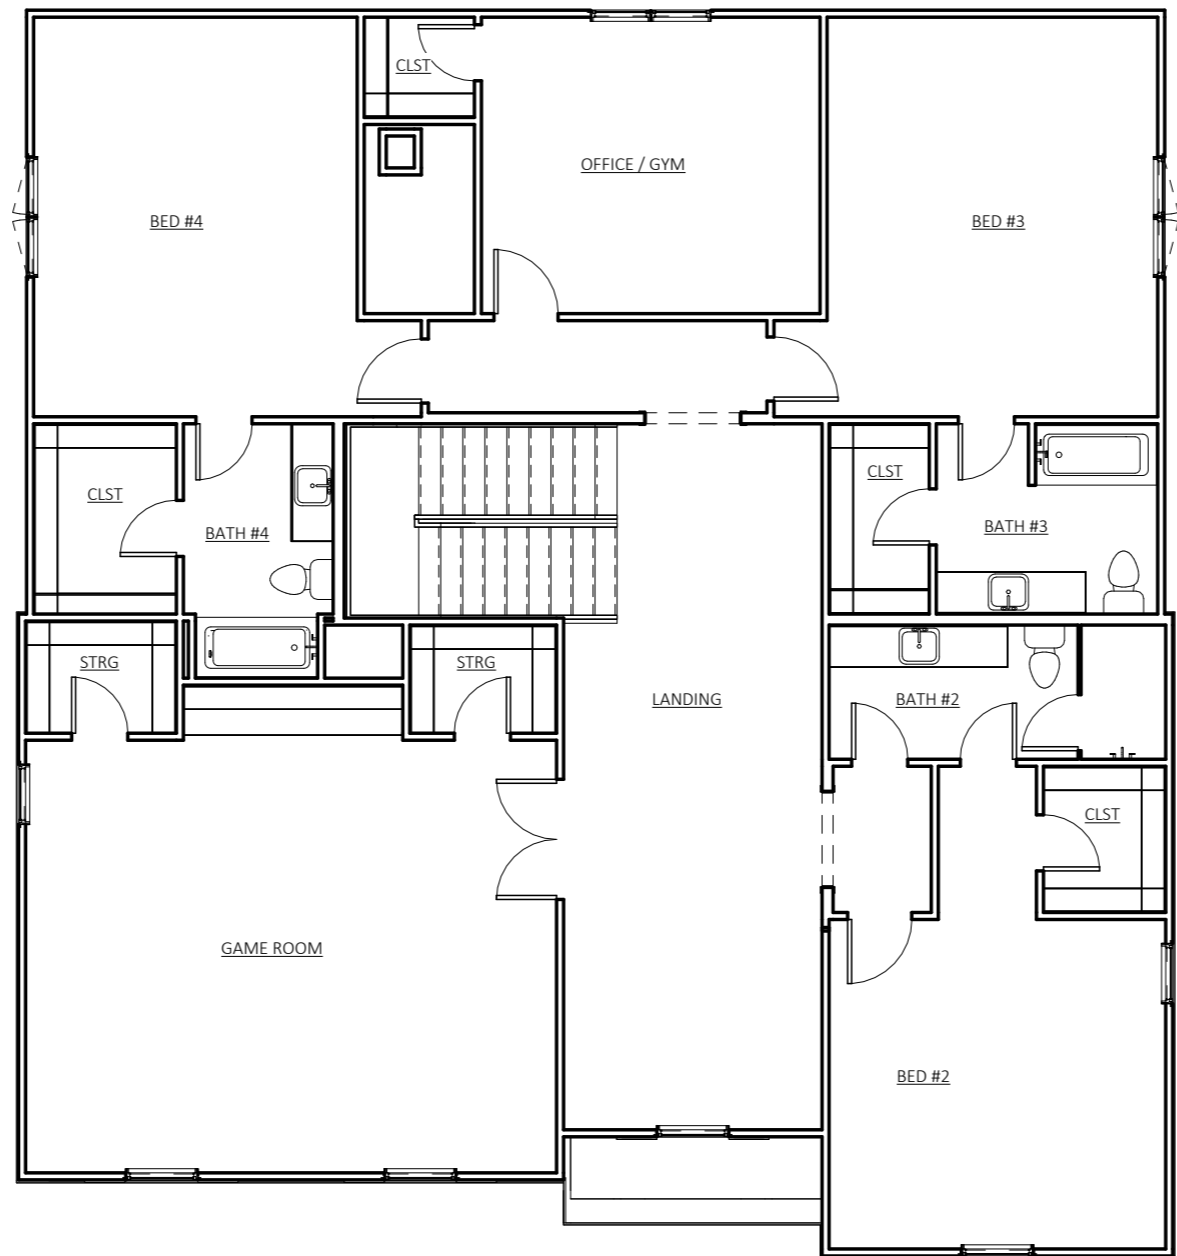 CLST
OFFICE / GYM
BED #4
BED #3
CLST
BATH #4
CLST
BATH #3
STRG
STRG
LANDING
BATH #2
CLST
GAME ROOM
BED #2